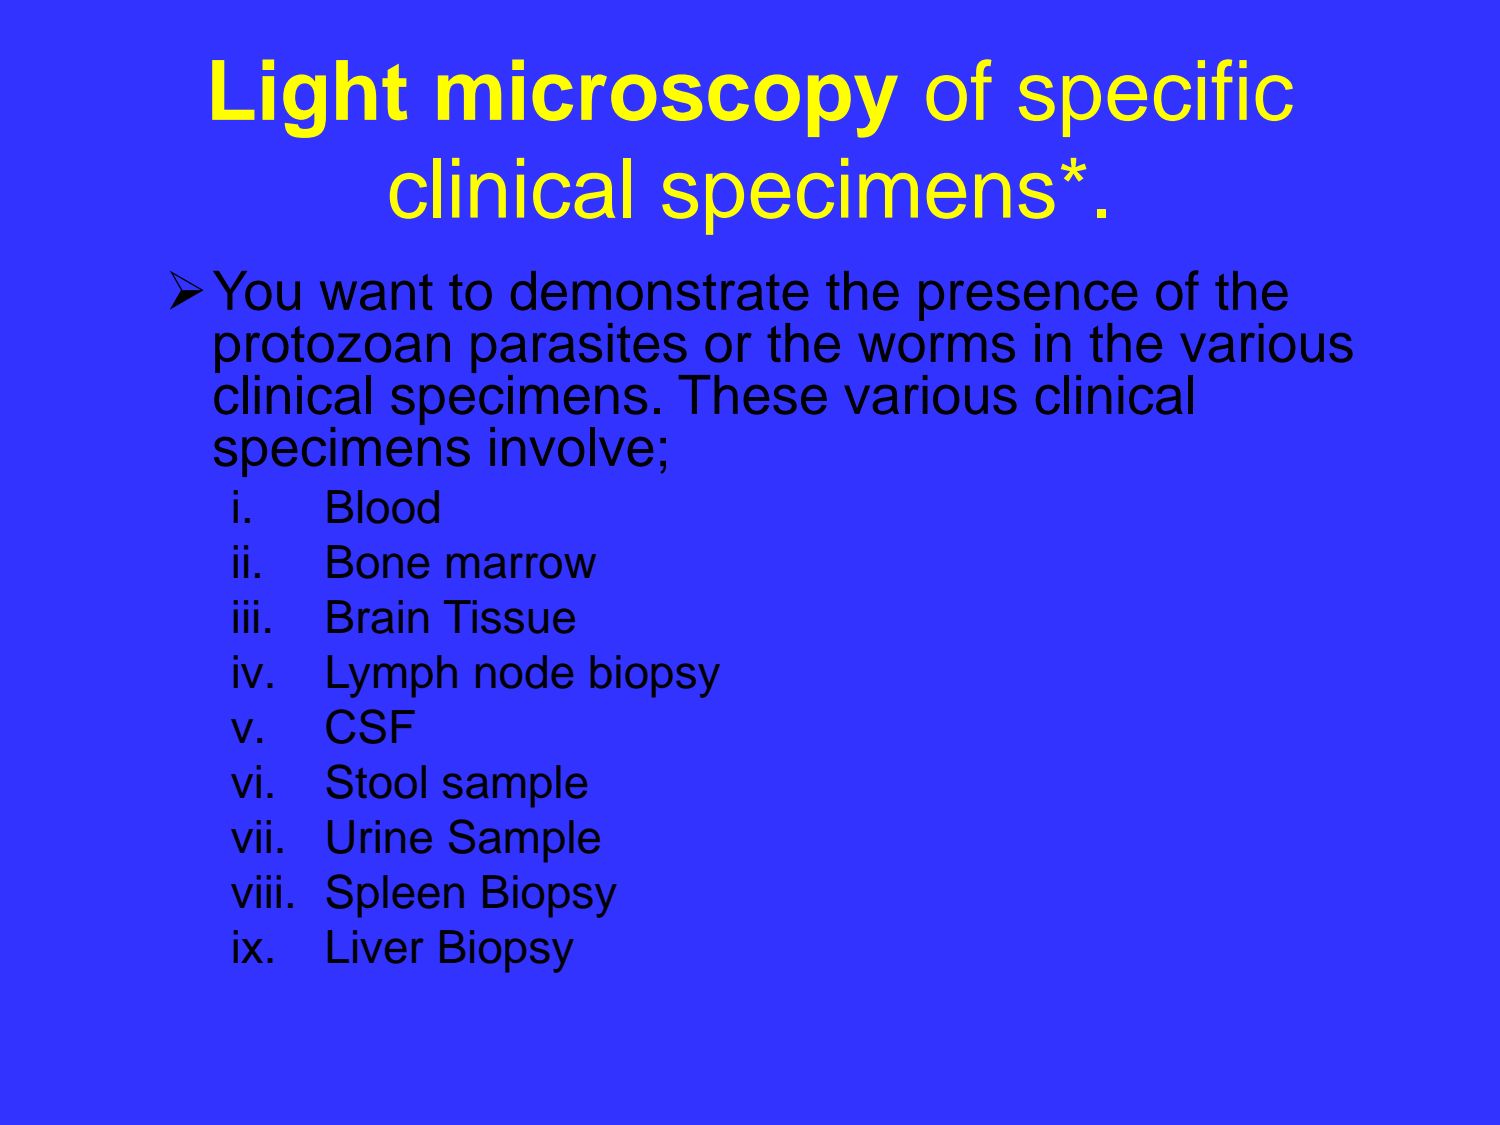 Light microscopy of specific
clinical specimens*.
➢ You want to demonstrate the presence of the
protozoan parasites or the worms in the various
clinical specimens. These various clinical
specimens involve;
i. Blood
ii. Bone marrow
iii. Brain Tissue
iv. Lymph node biopsy
v. CSF
vi. Stool sample
vii. Urine Sample
viii. Spleen Biopsy
ix. Liver Biopsy